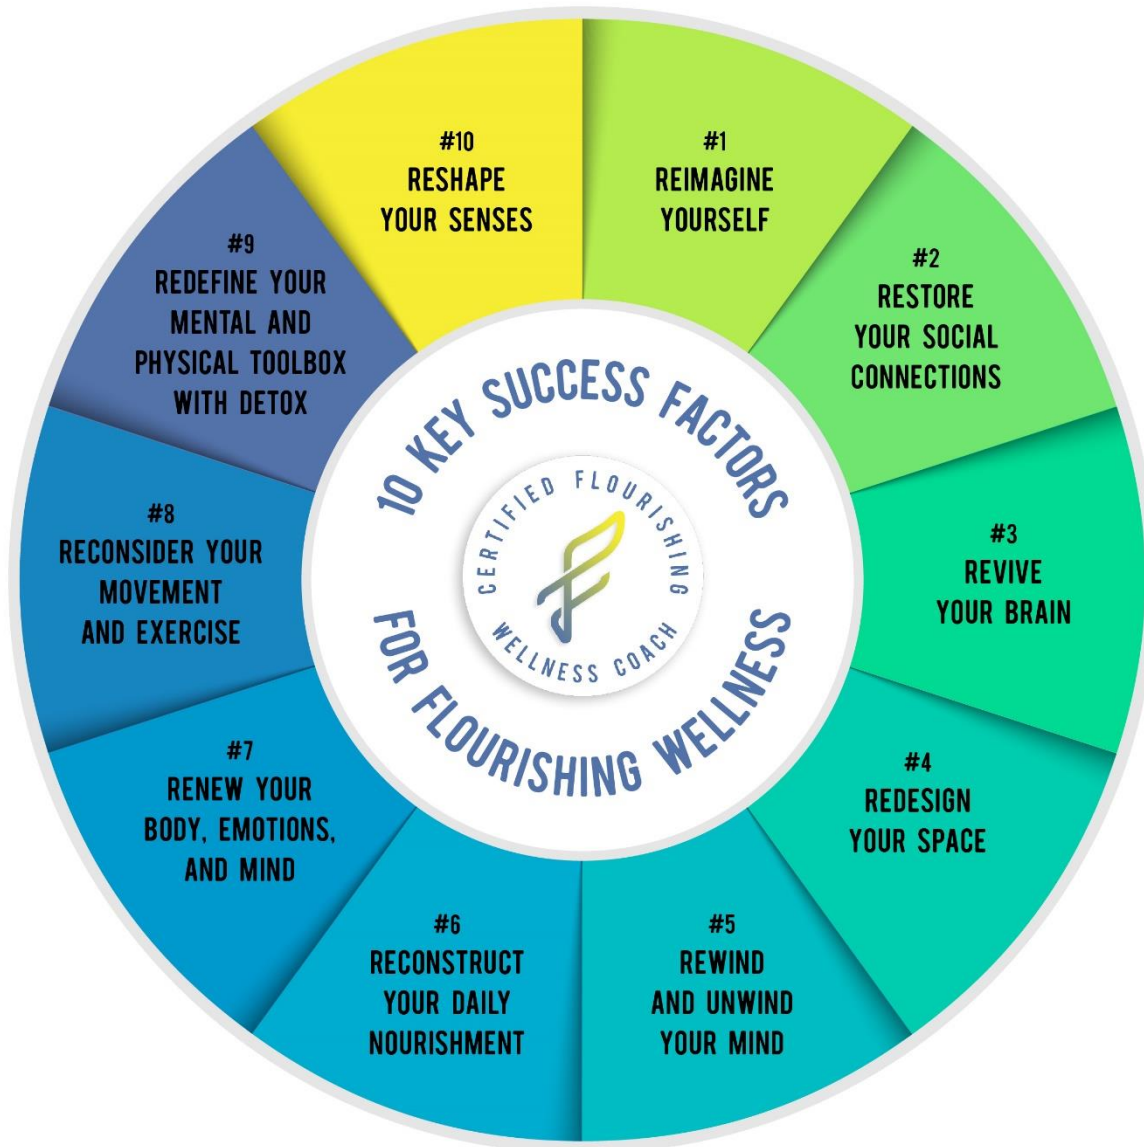 10 KEY SUCCESS FACTORS
FOR FLOURISHING WELLNESS
CERTIFIED FLOURISHING
WELLNESS COACH
#1
REIMAGINE
YOURSELF
#2
RESTORE
YOUR SOCIAL
CONNECTIONS
#3
REVIVE
YOUR BRAIN
#4
REDESIGN
YOUR SPACE
#5
REWIND
AND UNWIND
YOUR MIND
#6
RECONSTRUCT
YOUR DAILY
NOURISHMENT
#7
RENEW YOUR
BODY, EMOTIONS,
AND MIND
#8
RECONSIDER YOUR
MOVEMENT
AND EXERCISE
#9
REDEFINE YOUR
MENTAL AND
PHYSICAL TOOLBOX
WITH DETOX
#10
RESHAPE
YOUR SENSES